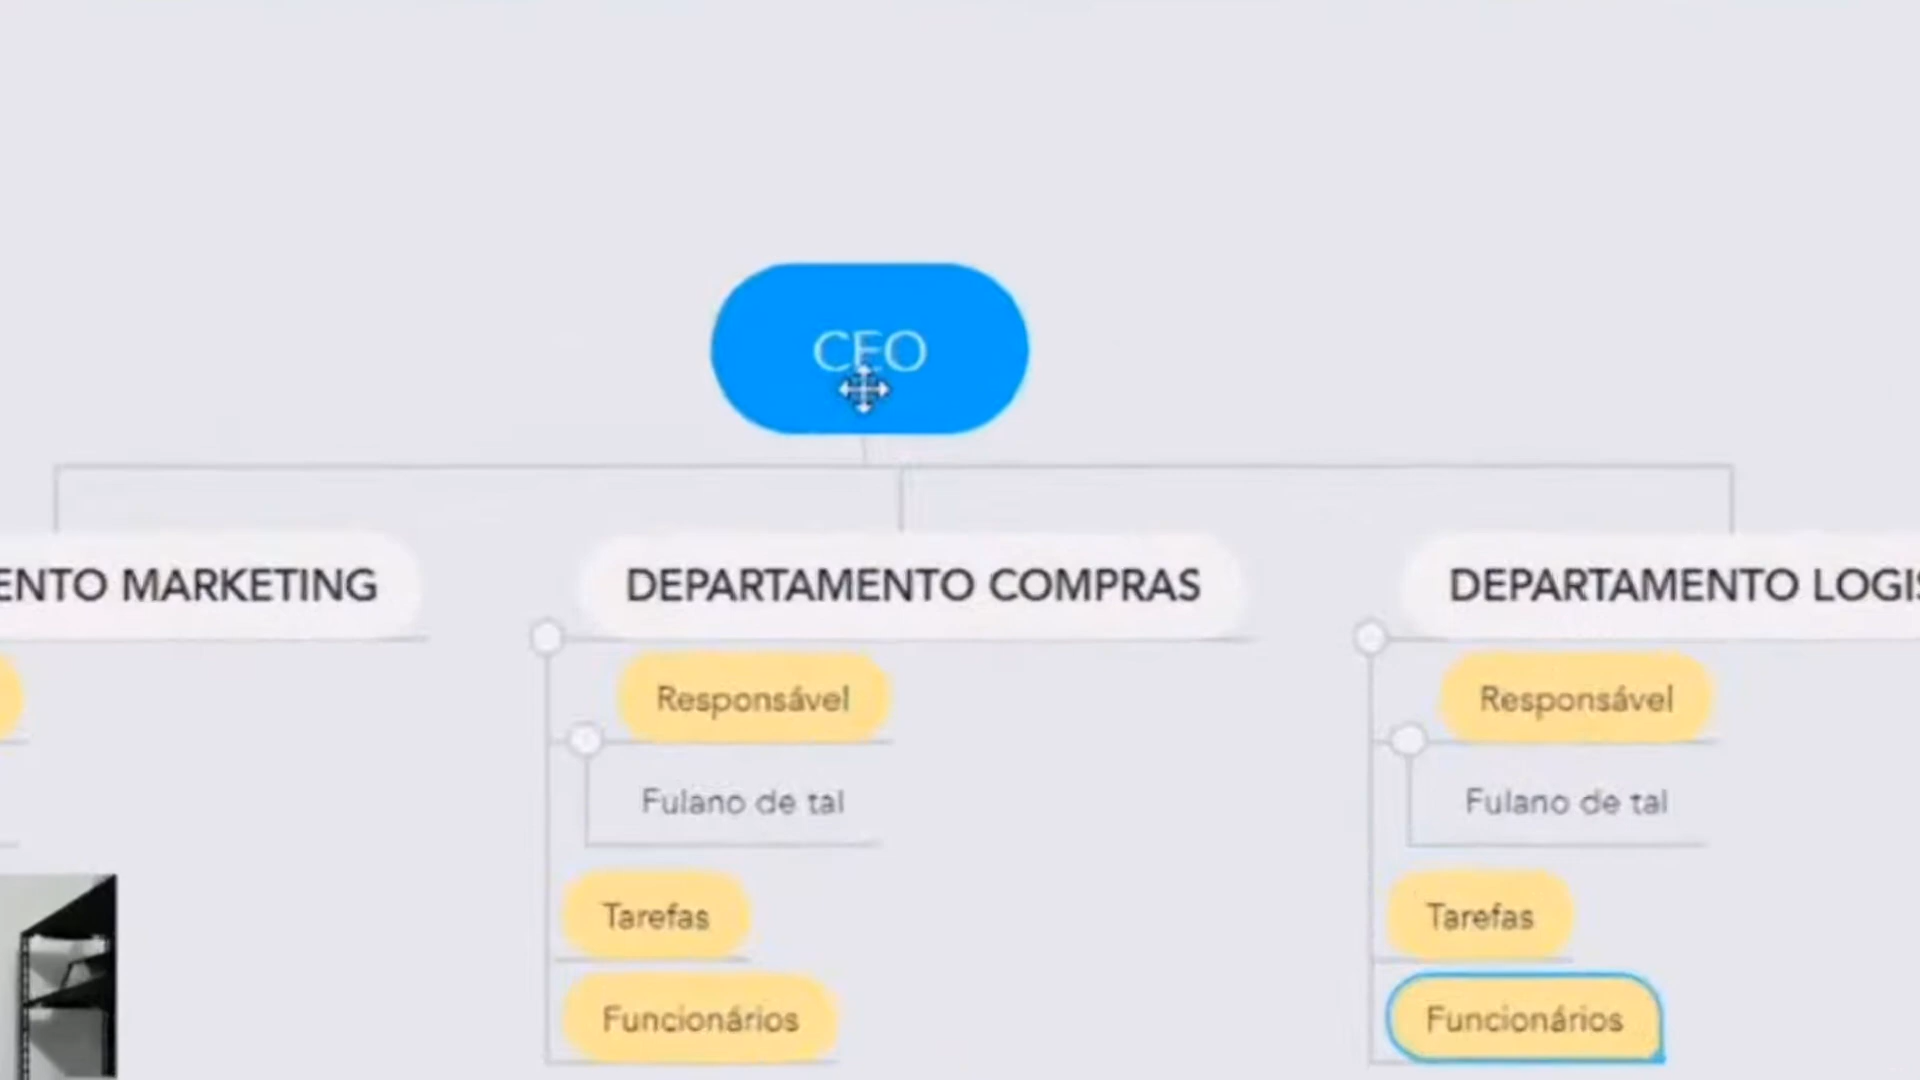 CEO
ENTO MARKETING
DEPARTAMENTO COMPRAS
DEPARTAMENTO LOGIS
Responsável
Responsável
Fulano de tal
Fulano de tal
Tarefas
Tarefas
Funcionários
Funcionários